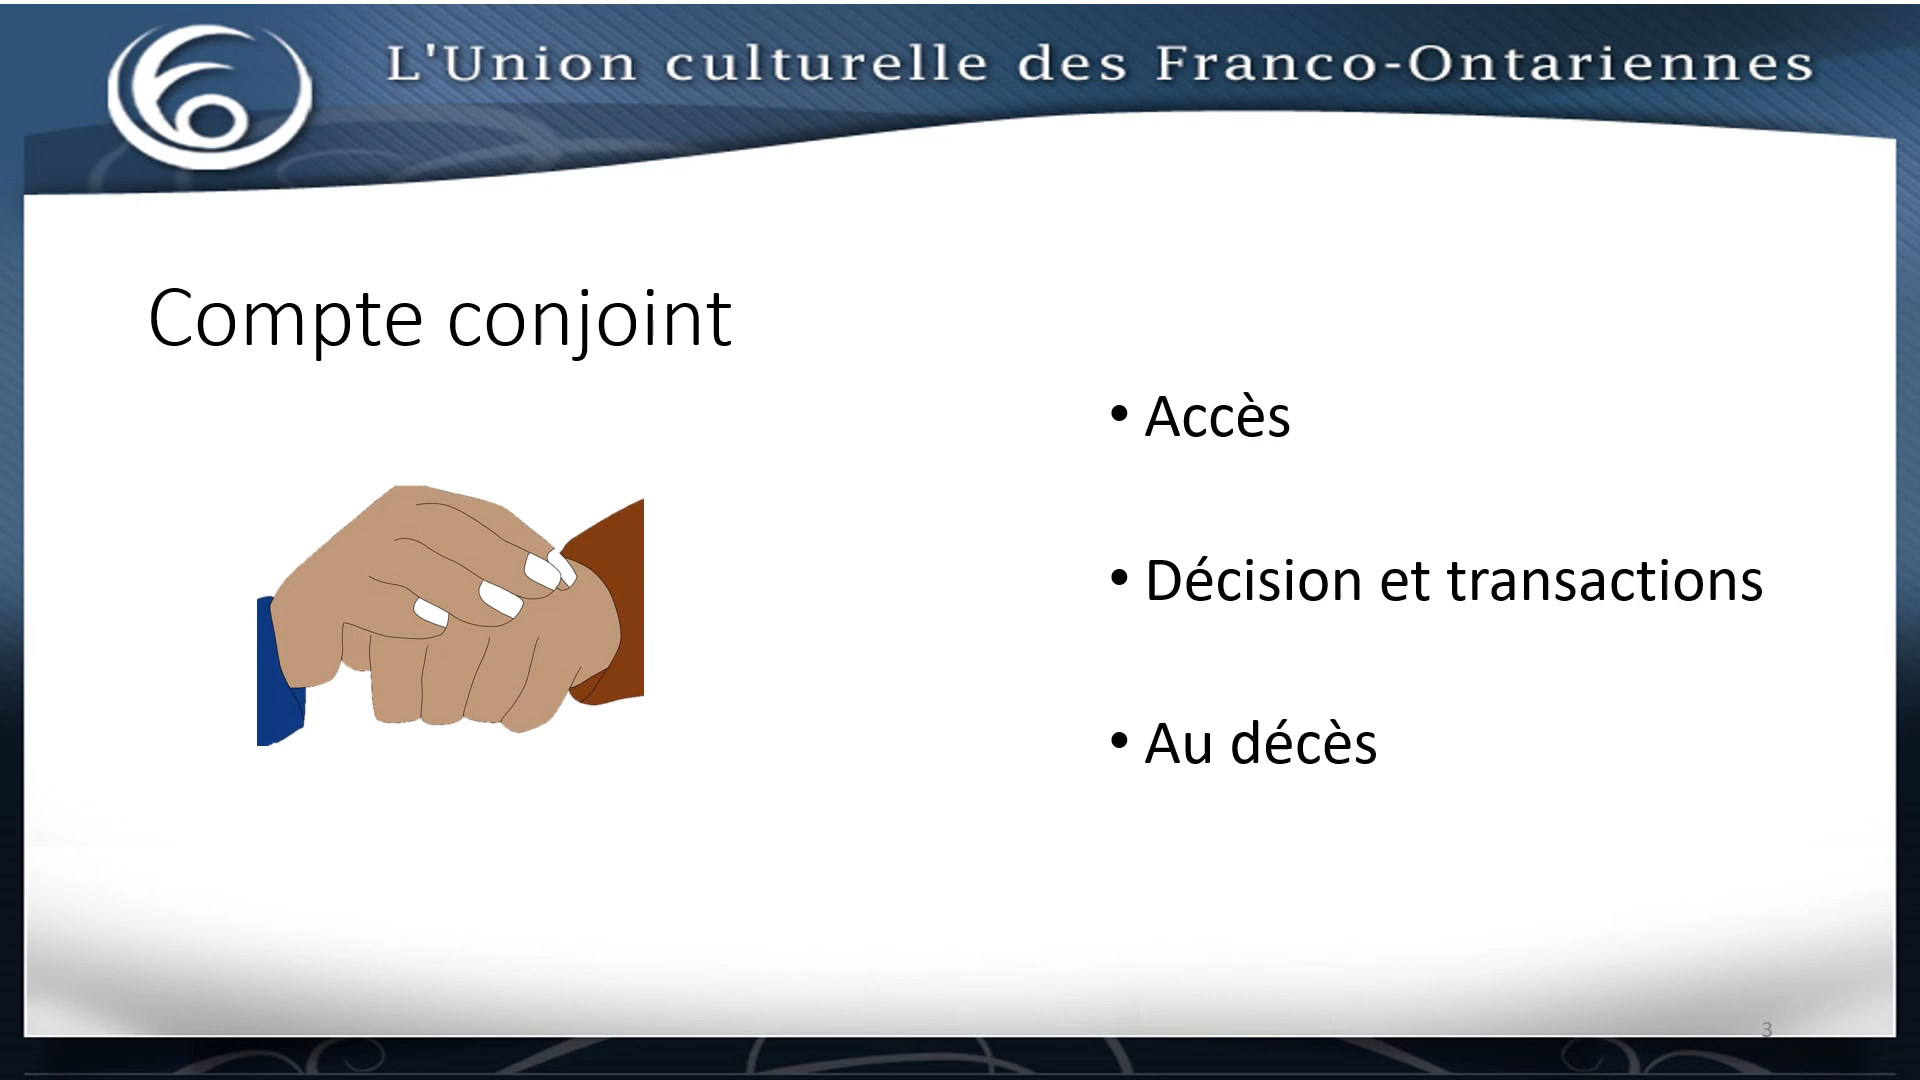 L'Union culturelle des Franco-Ontariennes
Compte conjoint
• Accès
• Décision et transactions
• Au décès
3